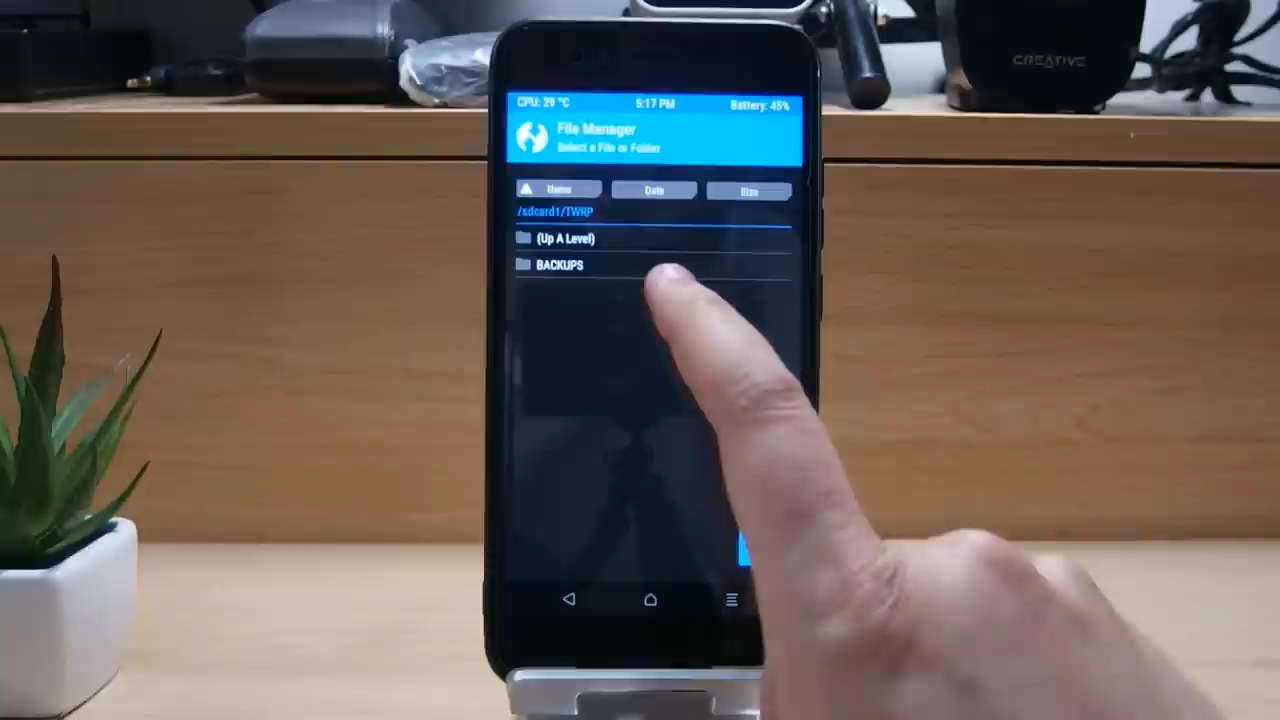 CREATIVE
CPU: 29 °C 5:17 PM Battery: 45%
File Manager
Select a File or Folder
Name Date Size
/sdcard1/TWRP
(Up A Level)
BACKUPS